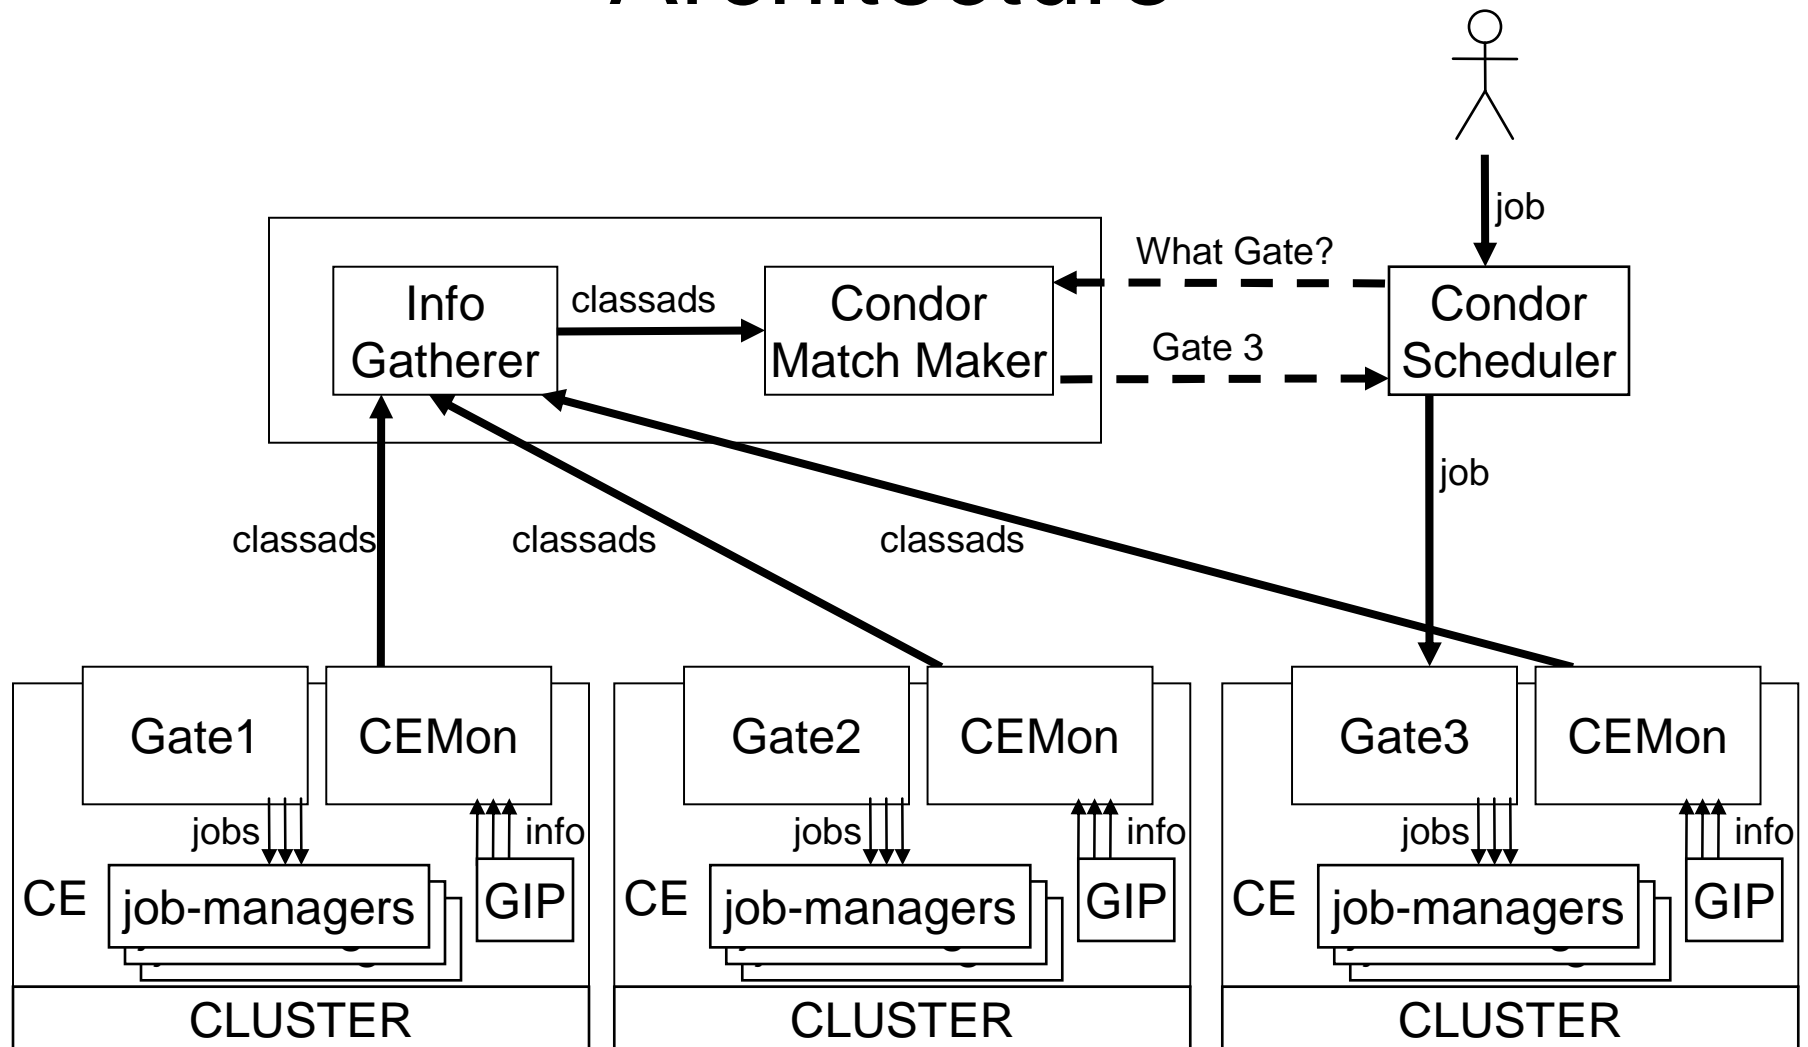 Architecture
job
What Gate?
Info
Gatherer
classads
Condor
Match Maker
Gate 3
Condor
Scheduler
job
classads
classads
classads
Gate1
CEMon
Gate2
CEMon
Gate3
CEMon
jobs
info
jobs
info
jobs
info
CE
job-managers
GIP
CE
job-managers
GIP
CE
job-managers
GIP
CLUSTER
CLUSTER
CLUSTER